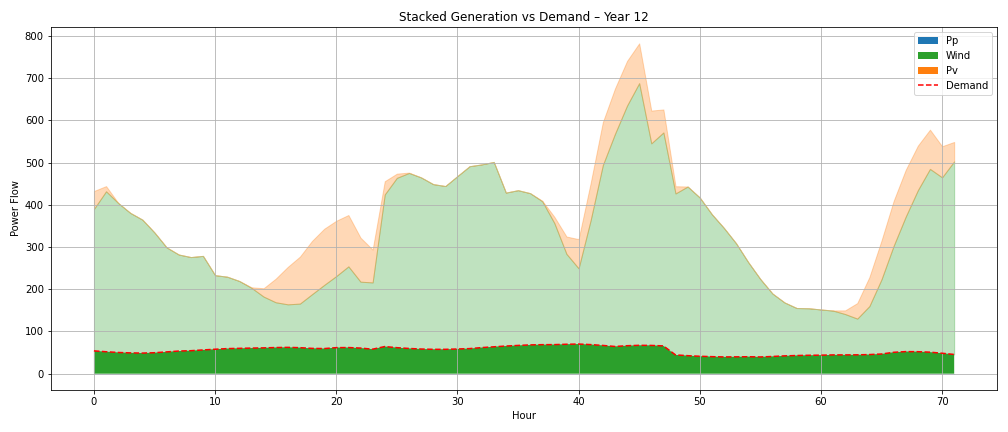 Stacked Generation vs Demand – Year 12
Pp
Wind
Pv
Demand
Power Flow
800
700
600
500
400
300
200
100
0
0 10 20 30 40 50 60 70
Hour